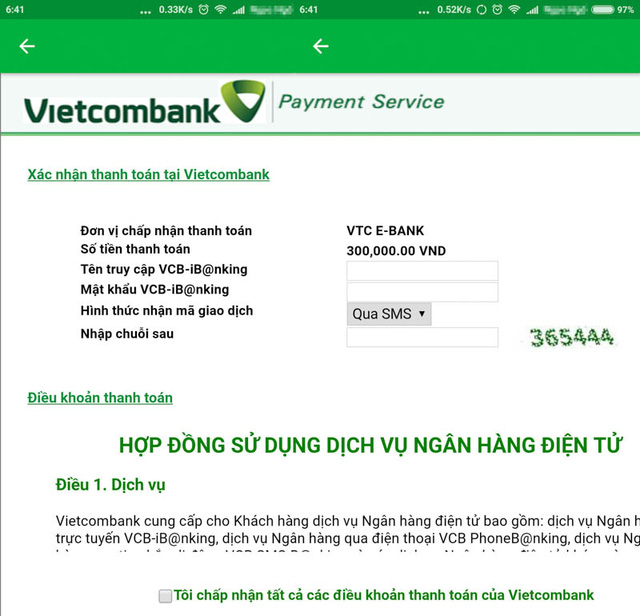 6:41 ... 0.33K/s 6:41 ... 0.52K/s 97%
Vietcombank Payment Service
Xác nhận thanh toán tại Vietcombank
Đơn vị chấp nhận thanh toán VTC E-BANK
Số tiền thanh toán 300,000.00 VND
Tên truy cập VCB-iB@nking
Mật khẩu VCB-iB@nking
Hình thức nhận mã giao dịch Qua SMS
Nhập chuỗi sau 365444
Điều khoản thanh toán
HỢP ĐỒNG SỬ DỤNG DỊCH VỤ NGÂN HÀNG ĐIỆN TỬ
Điều 1. Dịch vụ
Vietcombank cung cấp cho Khách hàng dịch vụ Ngân hàng điện tử bao gồm: dịch vụ Ngân h
trực tuyến VCB-iB@nking, dịch vụ Ngân hàng qua điện thoại VCB PhoneB@nking, dịch vụ Ng
Tôi chấp nhận tất cả các điều khoản thanh toán của Vietcombank